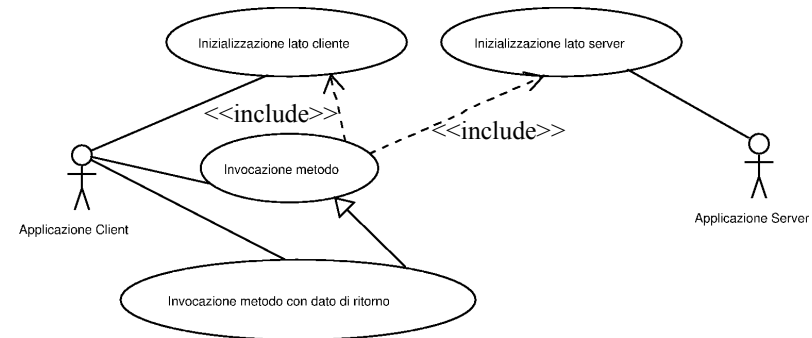 Inizializzazione lato cliente
Inizializzazione lato server
<<include>>
<<include>>
Invocazione metodo
Applicazione Server
Applicazione Client
Invocazione metodo con dato di ritorno